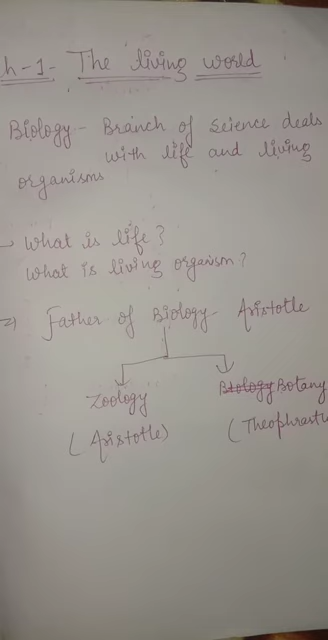 h-1- The living world
Biology - Branch of science deals
with life and living
organisms
→ What is life?
What is living organism?
⇒ Father of Biology - Aristotle
Zoology Biology Botany
(Aristotle) (Theophrastu